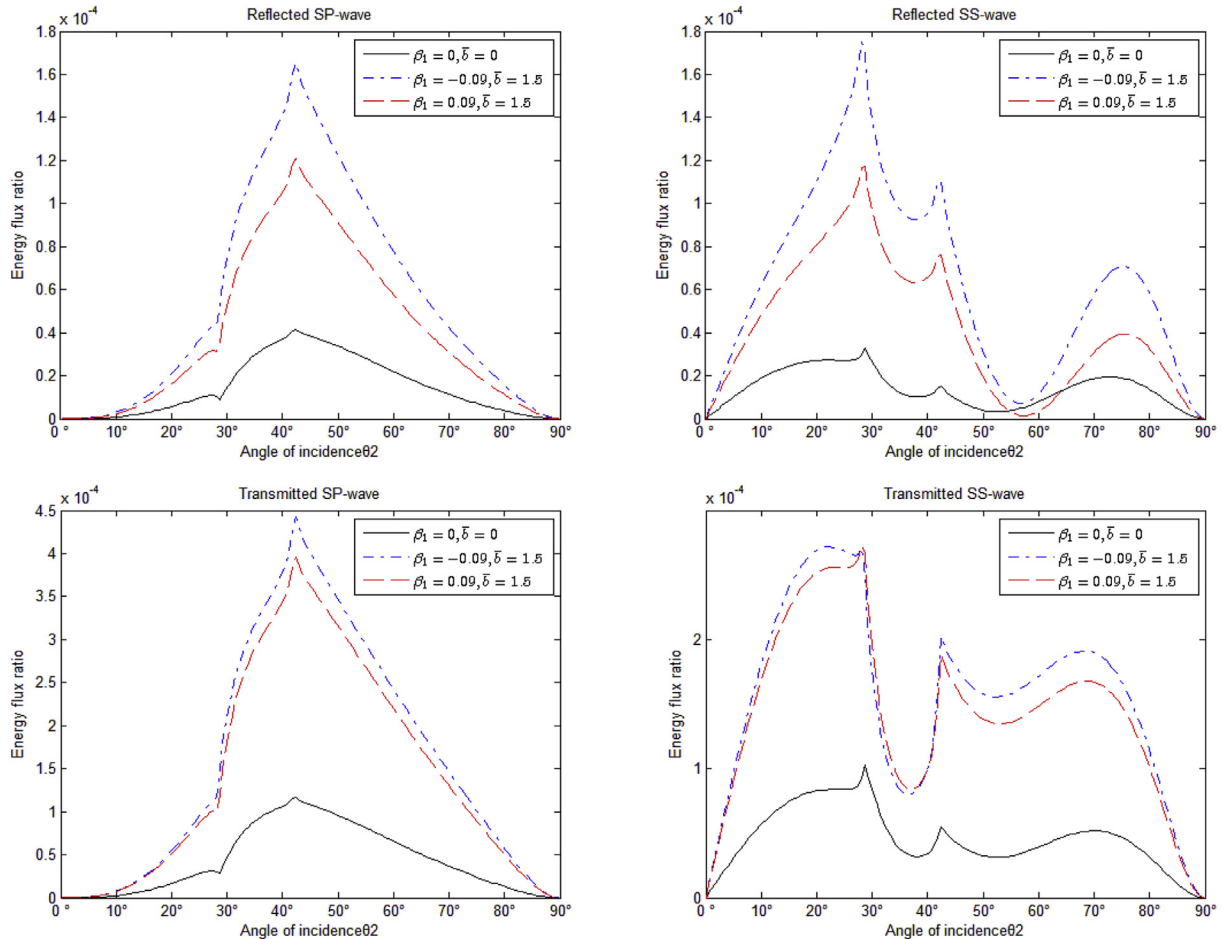 x 10⁻⁴
Reflected SP-wave
β₁ = 0, b̄ = 0
β₁ = −0.09, b̄ = 1.5
β₁ = 0.09, b̄ = 1.5
Energy flux ratio
1.8
1.6
1.4
1.2
1
0.8
0.6
0.4
0.2
0
0 ° 10° 20° 30° 40° 50° 60° 70° 80° 90°
Angle of incidenceθ2
x 10⁻⁴
Reflected SS-wave
β₁ = 0, b̄ = 0
β₁ = −0.09, b̄ = 1.5
β₁ = 0.09, b̄ = 1.5
Energy flux ratio
1.8
1.6
1.4
1.2
1
0.8
0.6
0.4
0.2
0
0 ° 10° 20° 30° 40° 50° 60° 70° 80° 90°
Angle of incidenceθ2
x 10⁻⁴
Transmitted SP-wave
β₁ = 0, b̄ = 0
β₁ = −0.09, b̄ = 1.5
β₁ = 0.09, b̄ = 1.5
Energy flux ratio
4.5
4
3.5
3
2.5
2
1.5
1
0.5
0
0 ° 10° 20° 30° 40° 50° 60° 70° 80° 90°
Angle of incidenceθ2
x 10⁻⁴
Transmitted SS-wave
β₁ = 0, b̄ = 0
β₁ = −0.09, b̄ = 1.5
β₁ = 0.09, b̄ = 1.5
Energy flux ratio
2
1
0
0 ° 10° 20° 30° 40° 50° 60° 70° 80° 90°
Angle of incidenceθ2